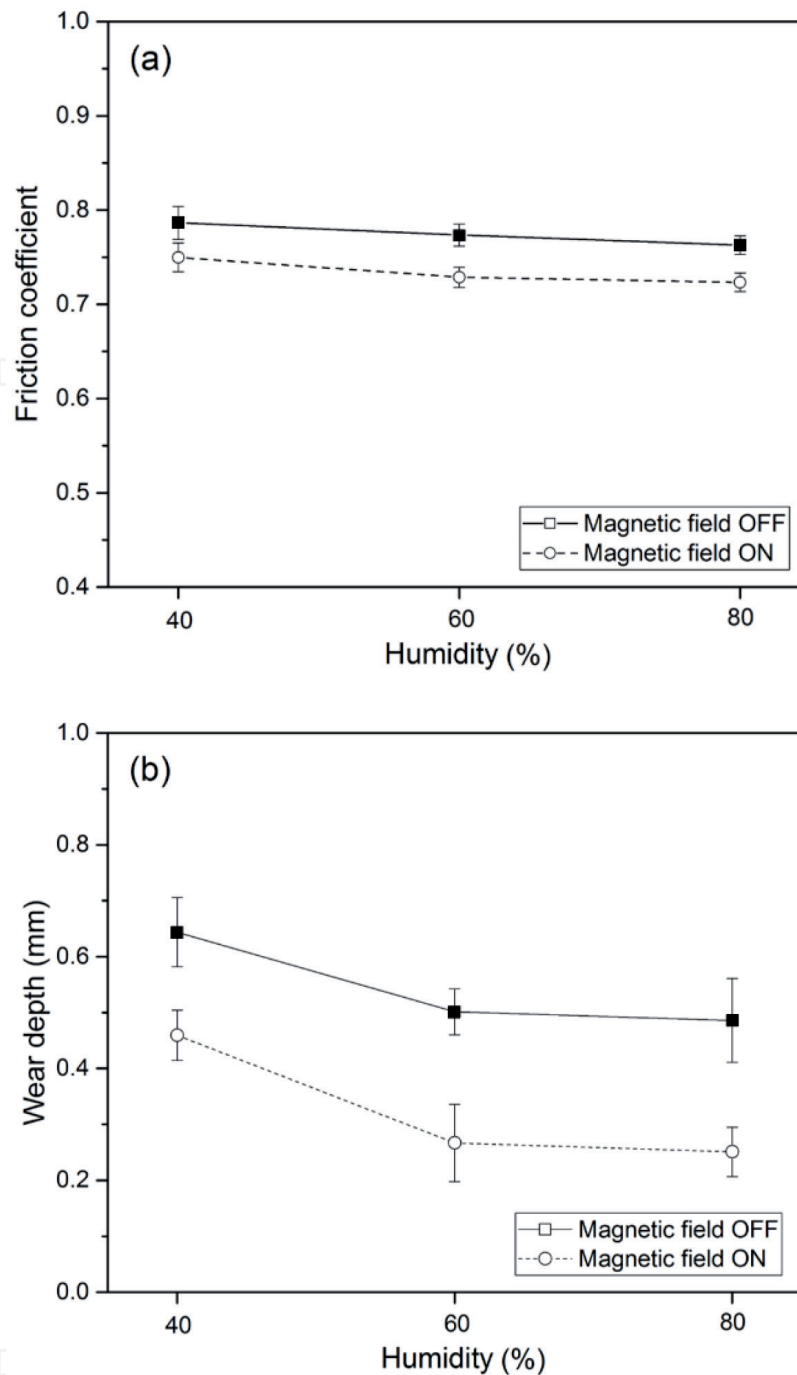 (a)
1.0
0.9
0.8
0.7
0.6
0.5
0.4
Friction coefficient
Magnetic field OFF
Magnetic field ON
40 60 80
Humidity (%)
(b)
1.0
0.8
0.6
0.4
0.2
0.0
Wear depth (mm)
Magnetic field OFF
Magnetic field ON
40 60 80
Humidity (%)